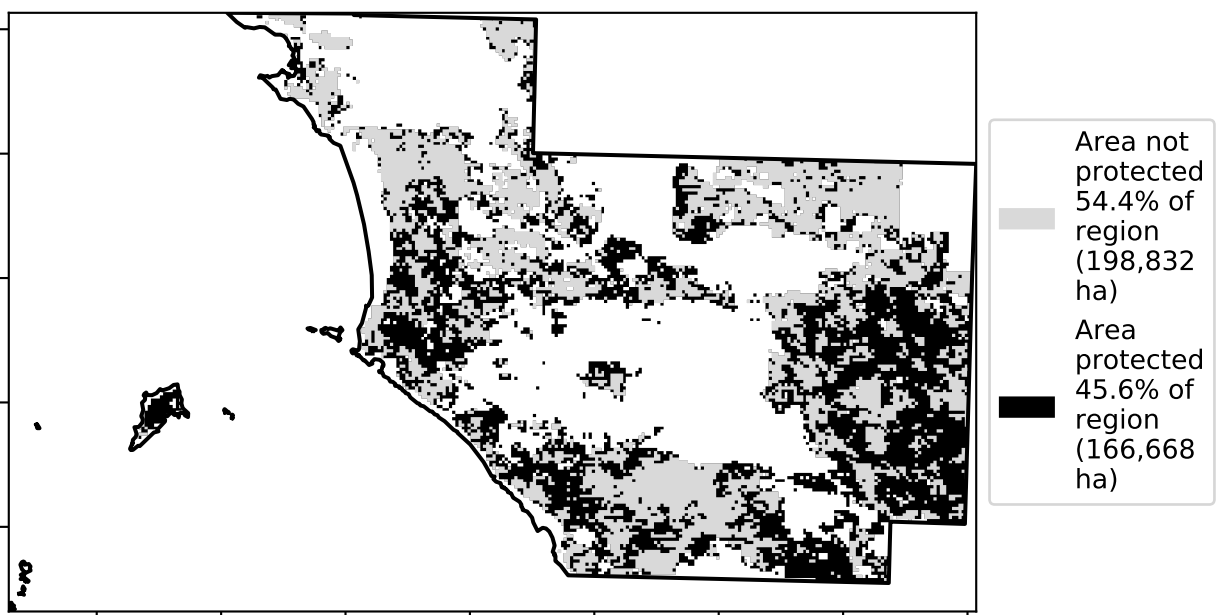 Area not
protected
54.4% of
region
(198,832
ha)
Area
protected
45.6% of
region
(166,668
ha)